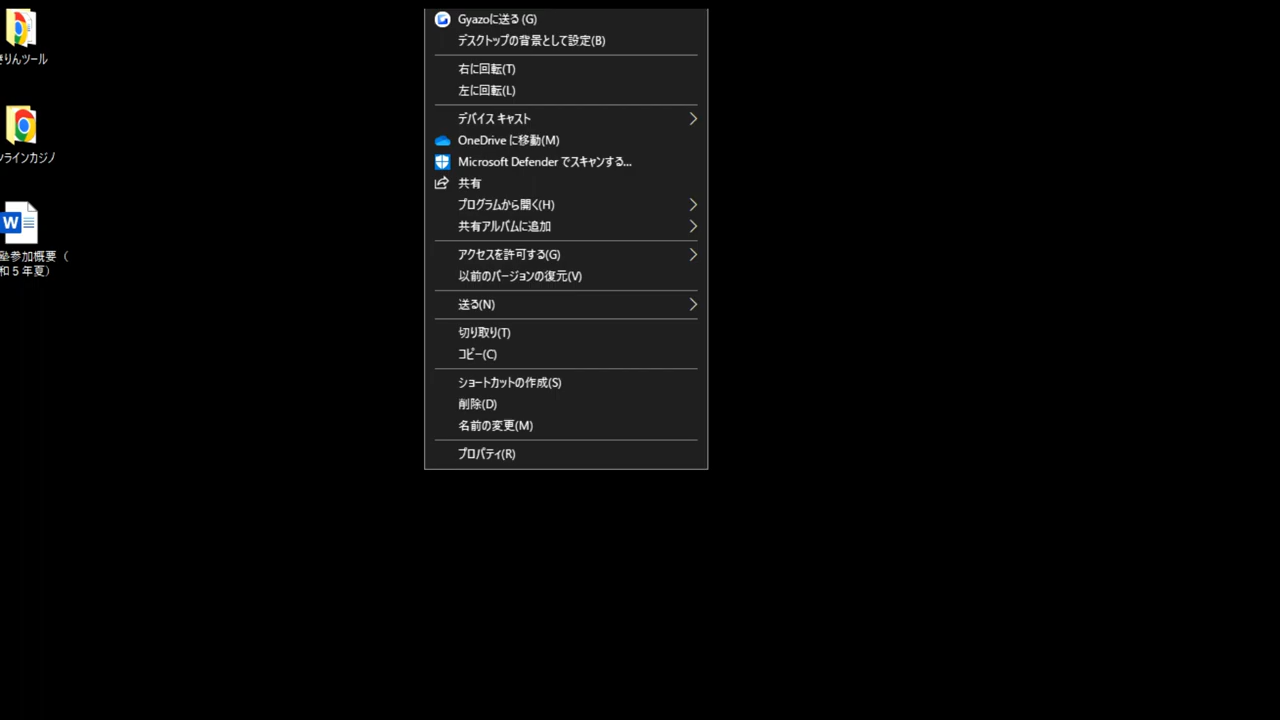 きりんツール
ンラインカジノ
塾参加概要（
和５年夏）
Gyazoに送る (G)
デスクトップの背景として設定(B)
右に回転(T)
左に回転(L)
デバイス キャスト
OneDrive に移動(M)
Microsoft Defender でスキャンする...
共有
プログラムから開く(H)
共有アルバムに追加
アクセスを許可する(G)
以前のバージョンの復元(V)
送る(N)
切り取り(T)
コピー(C)
ショートカットの作成(S)
削除(D)
名前の変更(M)
プロパティ(R)